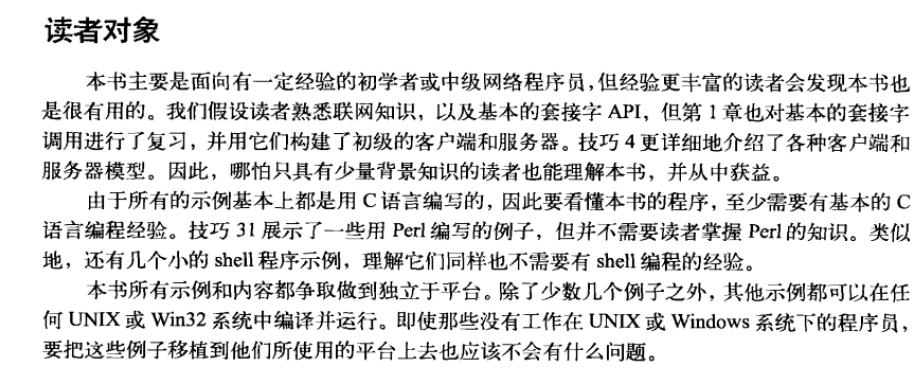 读者对象
本书主要是面向有一定经验的初学者或中级网络程序员,但经验更丰富的读者会发现本书也
是很有用的。我们假设读者熟悉联网知识，以及基本的套接字 API，但第 1 章也对基本的套接字
调用进行了复习，并用它们构建了初级的客户端和服务器。技巧 4 更详细地介绍了各种客户端和
服务器模型。因此，哪怕只具有少量背景知识的读者也能理解本书，并从中获益。
由于所有的示例基本上都是用 C 语言编写的，因此要看懂本书的程序，至少需要有基本的 C
语言编程经验。技巧 31 展示了一些用 Perl 编写的例子，但并不需要读者掌握 Perl 的知识。类似
地，还有几个小的 shell 程序示例，理解它们同样也不需要有 shell 编程的经验。
本书所有示例和内容都争取做到独立于平台。除了少数几个例子之外，其他示例都可以在任
何 UNIX 或 Win32 系统中编译并运行。即使那些没有工作在 UNIX 或 Windows 系统下的程序员，
要把这些例子移植到他们所使用的平台上去也应该不会有什么问题。